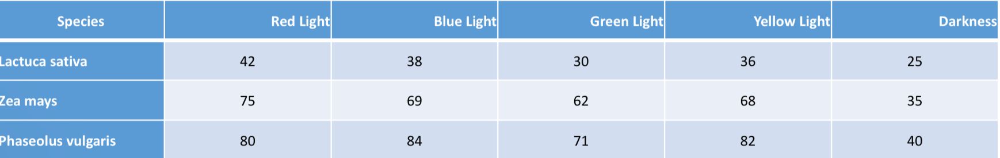 Species Red Light Blue Light Green Light Yellow Light Darkness
Lactuca sativa 42 38 30 36 25
Zea mays 75 69 62 68 35
Phaseolus vulgaris 80 84 71 82 40